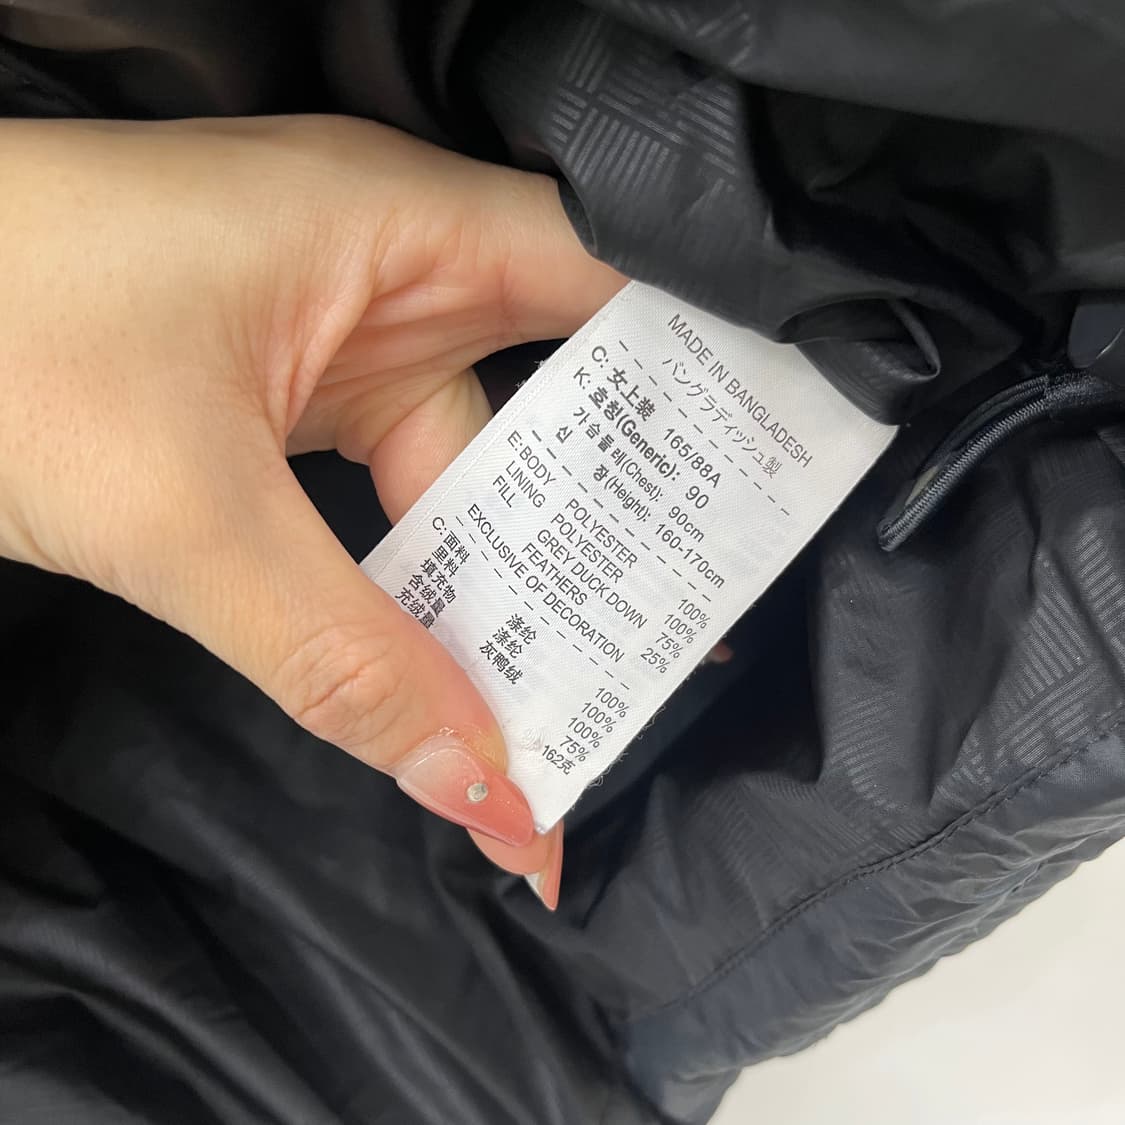 MADE IN BANGLADESH
バングラディッシュ製
C: 女上装 165/88A
K: 호칭(Generic): 90
가슴둘레(Chest): 90cm
신 장(Height): 160-170cm
E:BODY POLYESTER 100%
LINING POLYESTER 100%
FILL GREY DUCK DOWN 75%
FEATHERS 25%
EXCLUSIVE OF DECORATION
C: 面料 涤纶 100%
里料 涤纶 100%
填充物 灰鸭绒 100%
含绒量 75%
充绒量 162克